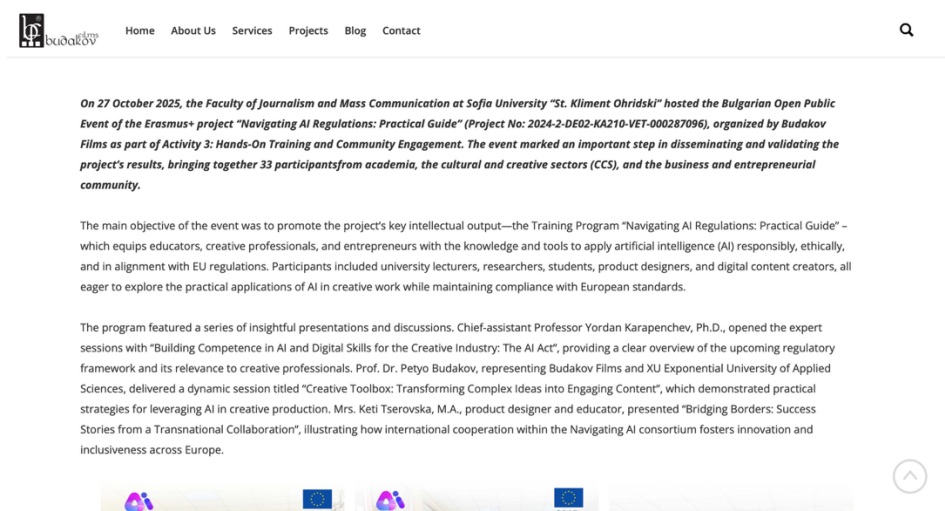 budakov films
Home About Us Services Projects Blog Contact
On 27 October 2025, the Faculty of Journalism and Mass Communication at Sofia University “St. Kliment Ohridski” hosted the Bulgarian Open Public
Event of the Erasmus+ project “Navigating AI Regulations: Practical Guide” (Project No: 2024-2-DE02-KA210-VET-000287096), organized by Budakov
Films as part of Activity 3: Hands-On Training and Community Engagement. The event marked an important step in disseminating and validating the
project’s results, bringing together 33 participantsfrom academia, the cultural and creative sectors (CCS), and the business and entrepreneurial
community.
The main objective of the event was to promote the project’s key intellectual output—the Training Program “Navigating AI Regulations: Practical Guide” –
which equips educators, creative professionals, and entrepreneurs with the knowledge and tools to apply artificial intelligence (AI) responsibly, ethically,
and in alignment with EU regulations. Participants included university lecturers, researchers, students, product designers, and digital content creators, all
eager to explore the practical applications of AI in creative work while maintaining compliance with European standards.
The program featured a series of insightful presentations and discussions. Chief-assistant Professor Yordan Karapenchev, Ph.D., opened the expert
sessions with “Building Competence in AI and Digital Skills for the Creative Industry: The AI Act”, providing a clear overview of the upcoming regulatory
framework and its relevance to creative professionals. Prof. Dr. Petyo Budakov, representing Budakov Films and XU Exponential University of Applied
Sciences, delivered a dynamic session titled “Creative Toolbox: Transforming Complex Ideas into Engaging Content”, which demonstrated practical
strategies for leveraging AI in creative production. Mrs. Keti Tserovska, M.A., product designer and educator, presented “Bridging Borders: Success
Stories from a Transnational Collaboration”, illustrating how international cooperation within the Navigating AI consortium fosters innovation and
inclusiveness across Europe.